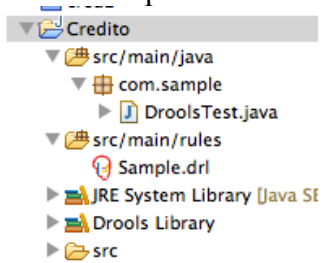 Credito
src/main/java
com.sample
DroolsTest.java
src/main/rules
Sample.drl
JRE System Library [Java SE
Drools Library
src